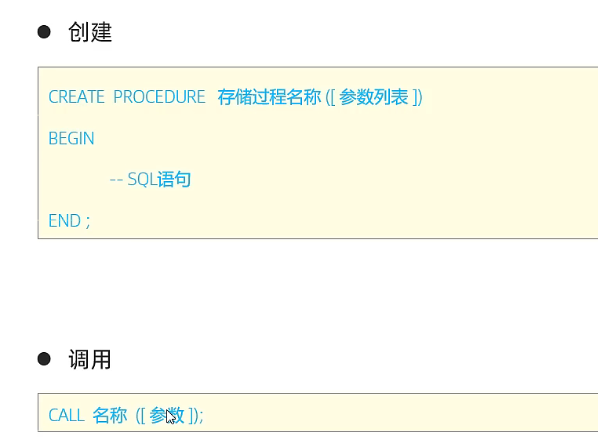 ● 创建
CREATE PROCEDURE 存储过程名称 ([ 参数列表 ])
BEGIN
-- SQL语句
END ;
● 调用
CALL 名称 ([ 参数 ]);